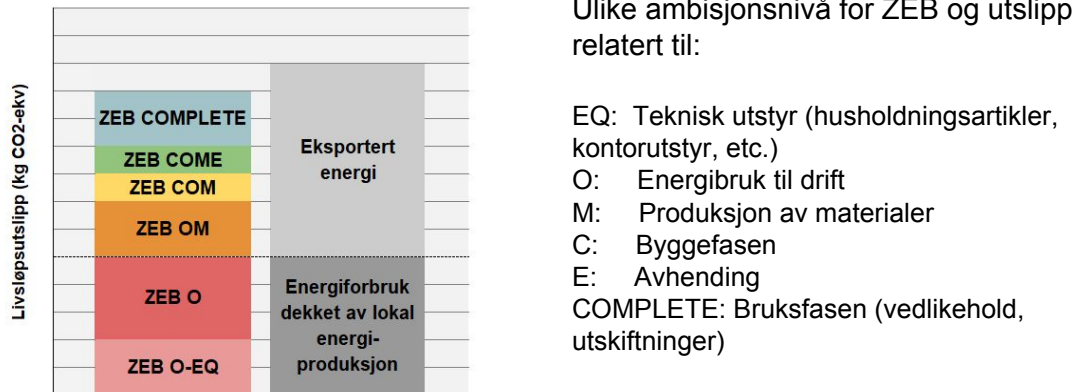 Livsløpsutslipp (kg CO2-ekv)
ZEB COMPLETE
ZEB COME
ZEB COM
ZEB OM
ZEB O
ZEB O-EQ
Eksportert
energi
Energiforbruk
dekket av lokal
energi-
produksjon
Ulike ambisjonsnivå for ZEB og utslipp
relatert til:
EQ: Teknisk utstyr (husholdningsartikler,
kontorutstyr, etc.)
O: Energibruk til drift
M: Produksjon av materialer
C: Byggefasen
E: Avhending
COMPLETE: Bruksfasen (vedlikehold,
utskiftninger)